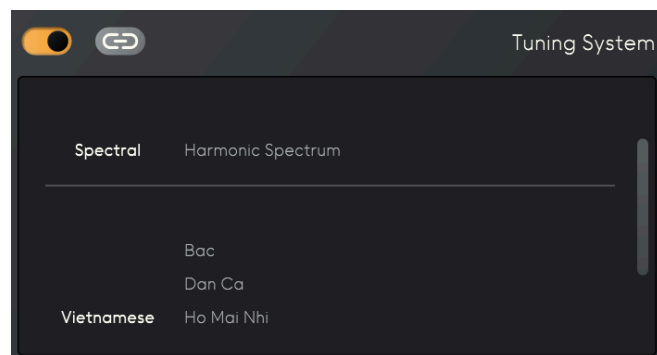 Tuning System
Spectral Harmonic Spectrum
Bac
Dan Ca
Vietnamese Ho Mai Nhi